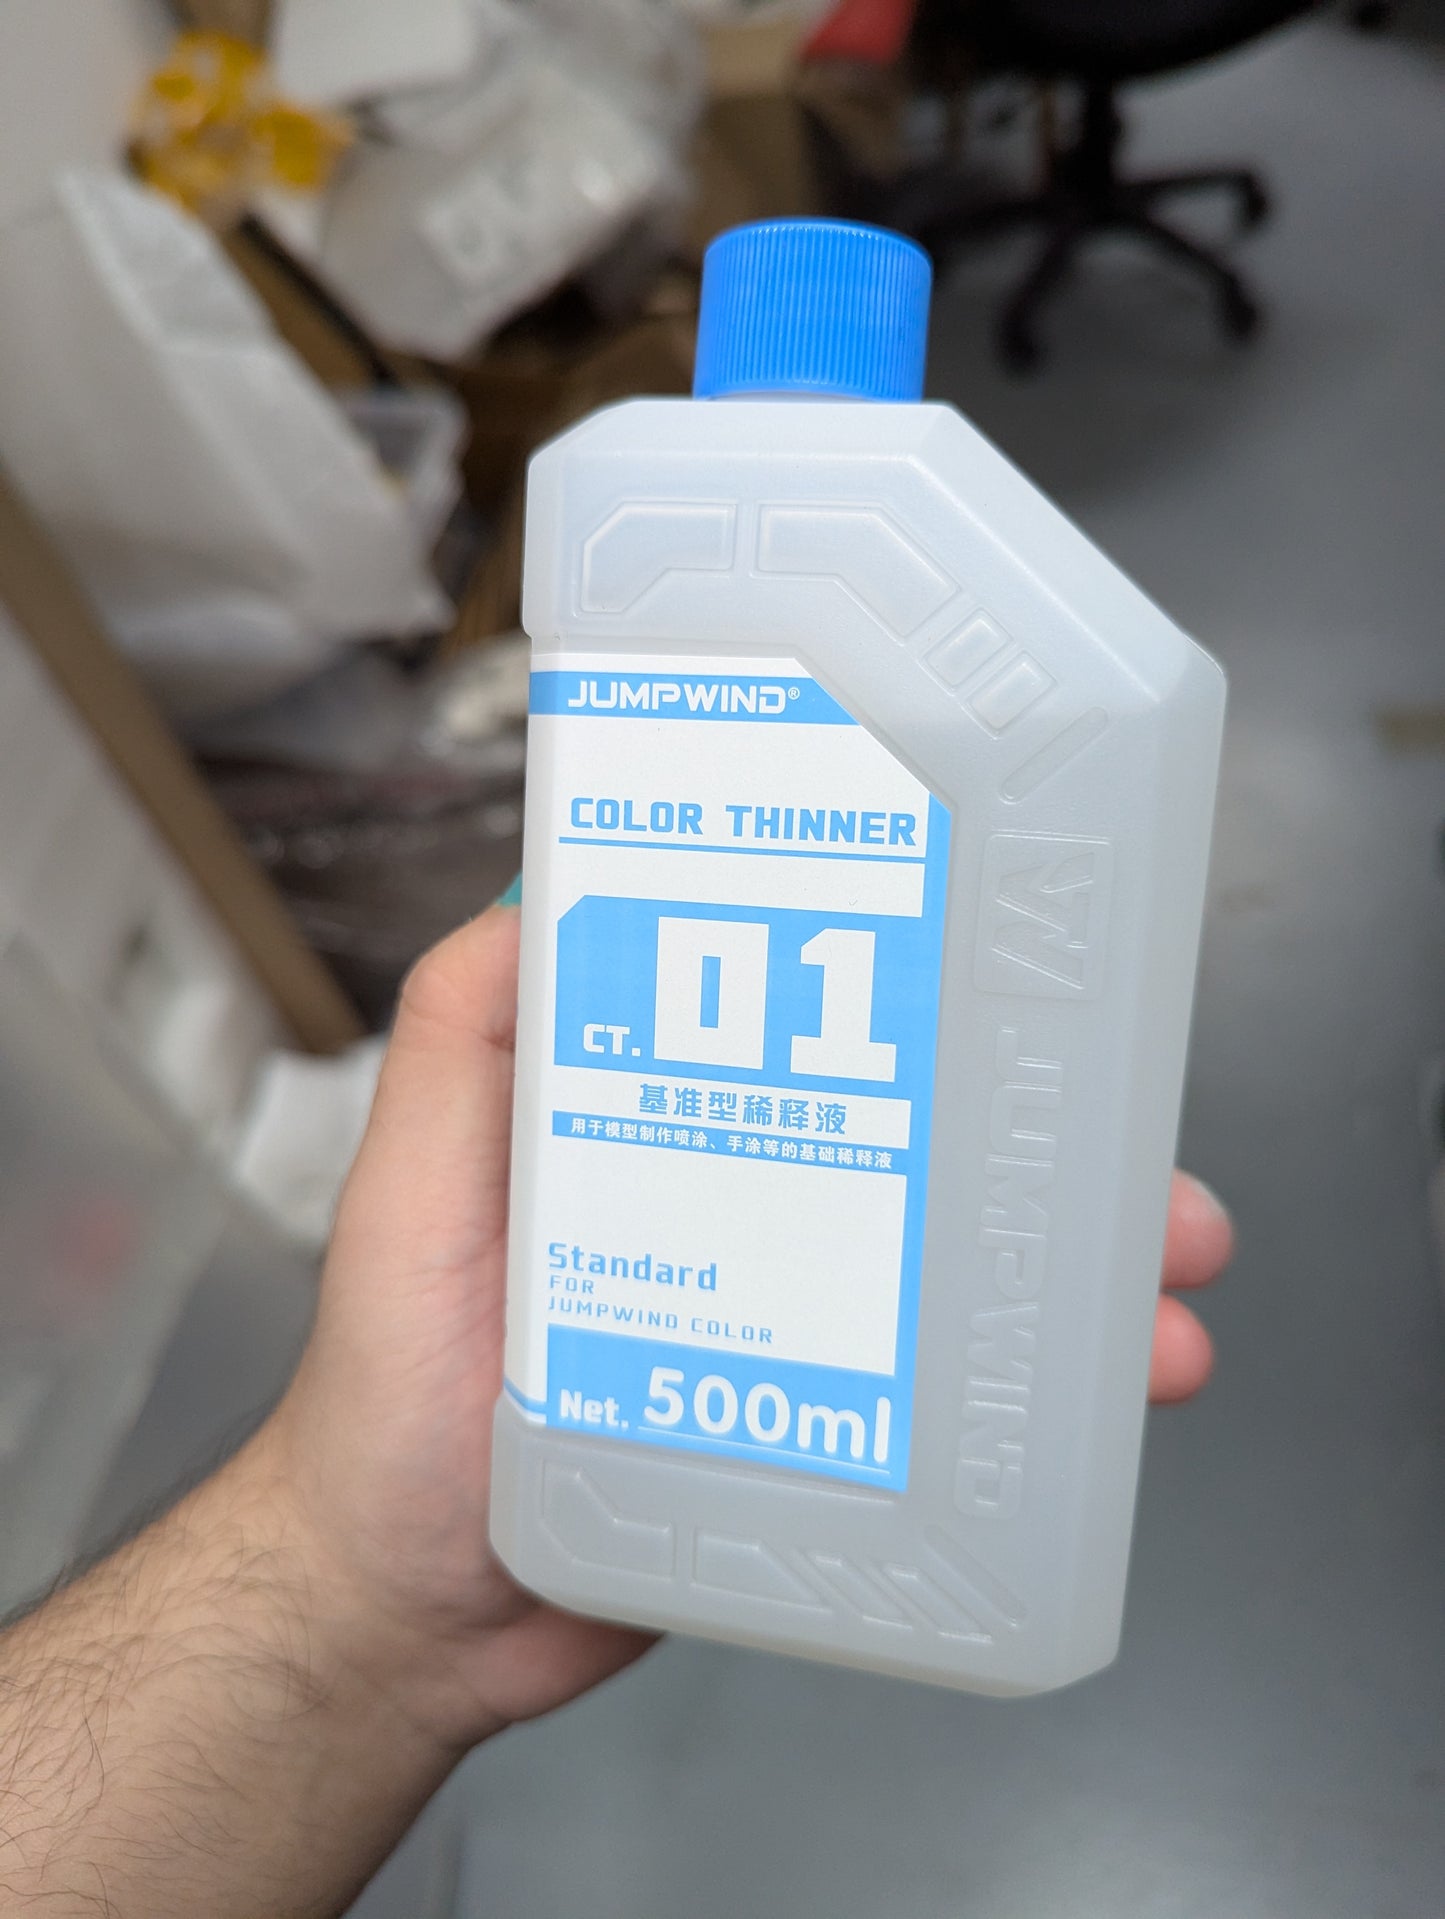 JUMPWIND®
COLOR THINNER
CT. 01
基准型稀释液
用于模型制作喷涂、手涂等的基础稀释液
Standard
FOR
JUMPWIND COLOR
Net. 500ml
JUMPWIND